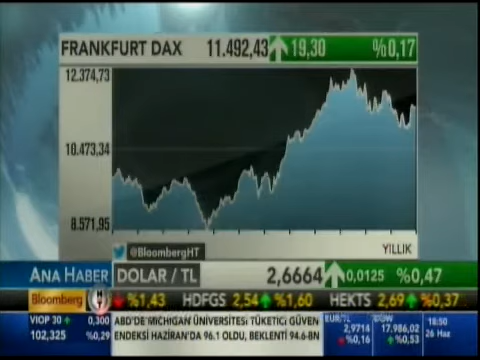 FRANKFURT DAX 11.492,43 19,30 %0,17
12.374,73
10.473,34
8.571,95
@BloombergHT YILLIK
ANA HABER DOLAR / TL 2,6664 0,0125 %0,47
Bloomberg HT %1,43 HDFGS 2,54 %1,60 HEKTS 2,69 %0,37
VIOP 30 0,300
102,325 %0,29
ABD'DE MICHIGAN ÜNİVERSİTESİ TÜKETİCİ GÜVEN
ENDEKSİ HAZİRAN'DA 96.1 OLDU, BEKLENTİ 94.6-BN
EUR/TL
2,9714 %0,16
17,986,02 %0,53
18:50
26 Haz